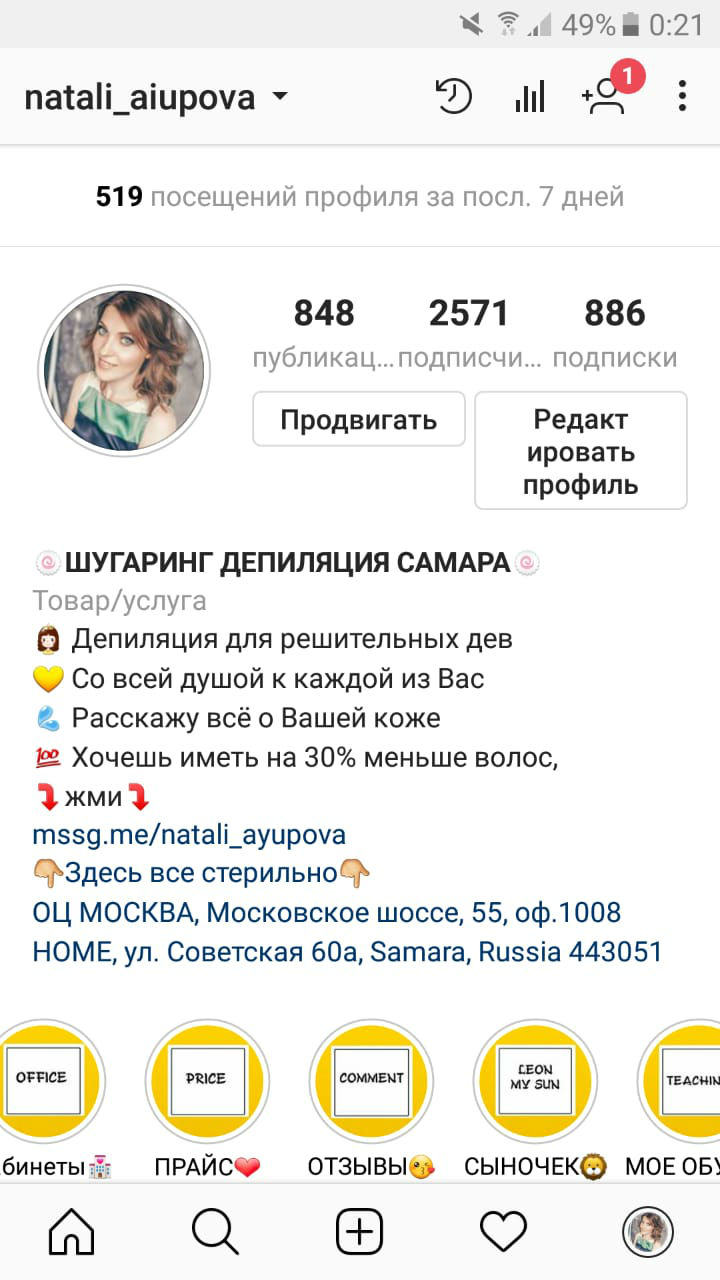 49% 0:21
natali_aiupova
1
519 посещений профиля за посл. 7 дней
848 2571 886
публикац... подписчи... подписки
Продвигать
Редакт
ировать
профиль
ШУГАРИНГ ДЕПИЛЯЦИЯ САМАРА
Товар/услуга
Депиляция для решительных дев
Со всей душой к каждой из Вас
Расскажу всё о Вашей коже
💯 Хочешь иметь на 30% меньше волос,
жми
mssg.me/natali_ayupova
Здесь все стерильно
ОЦ МОСКВА, Московское шоссе, 55, оф.1008
HOME, ул. Советская 60а, Samara, Russia 443051
OFFICE PRICE COMMENT LEON
MY SUN TEACHIN
бинеты ПРАЙС ОТЗЫВЫ СЫНОЧЕК МОЕ ОБУ